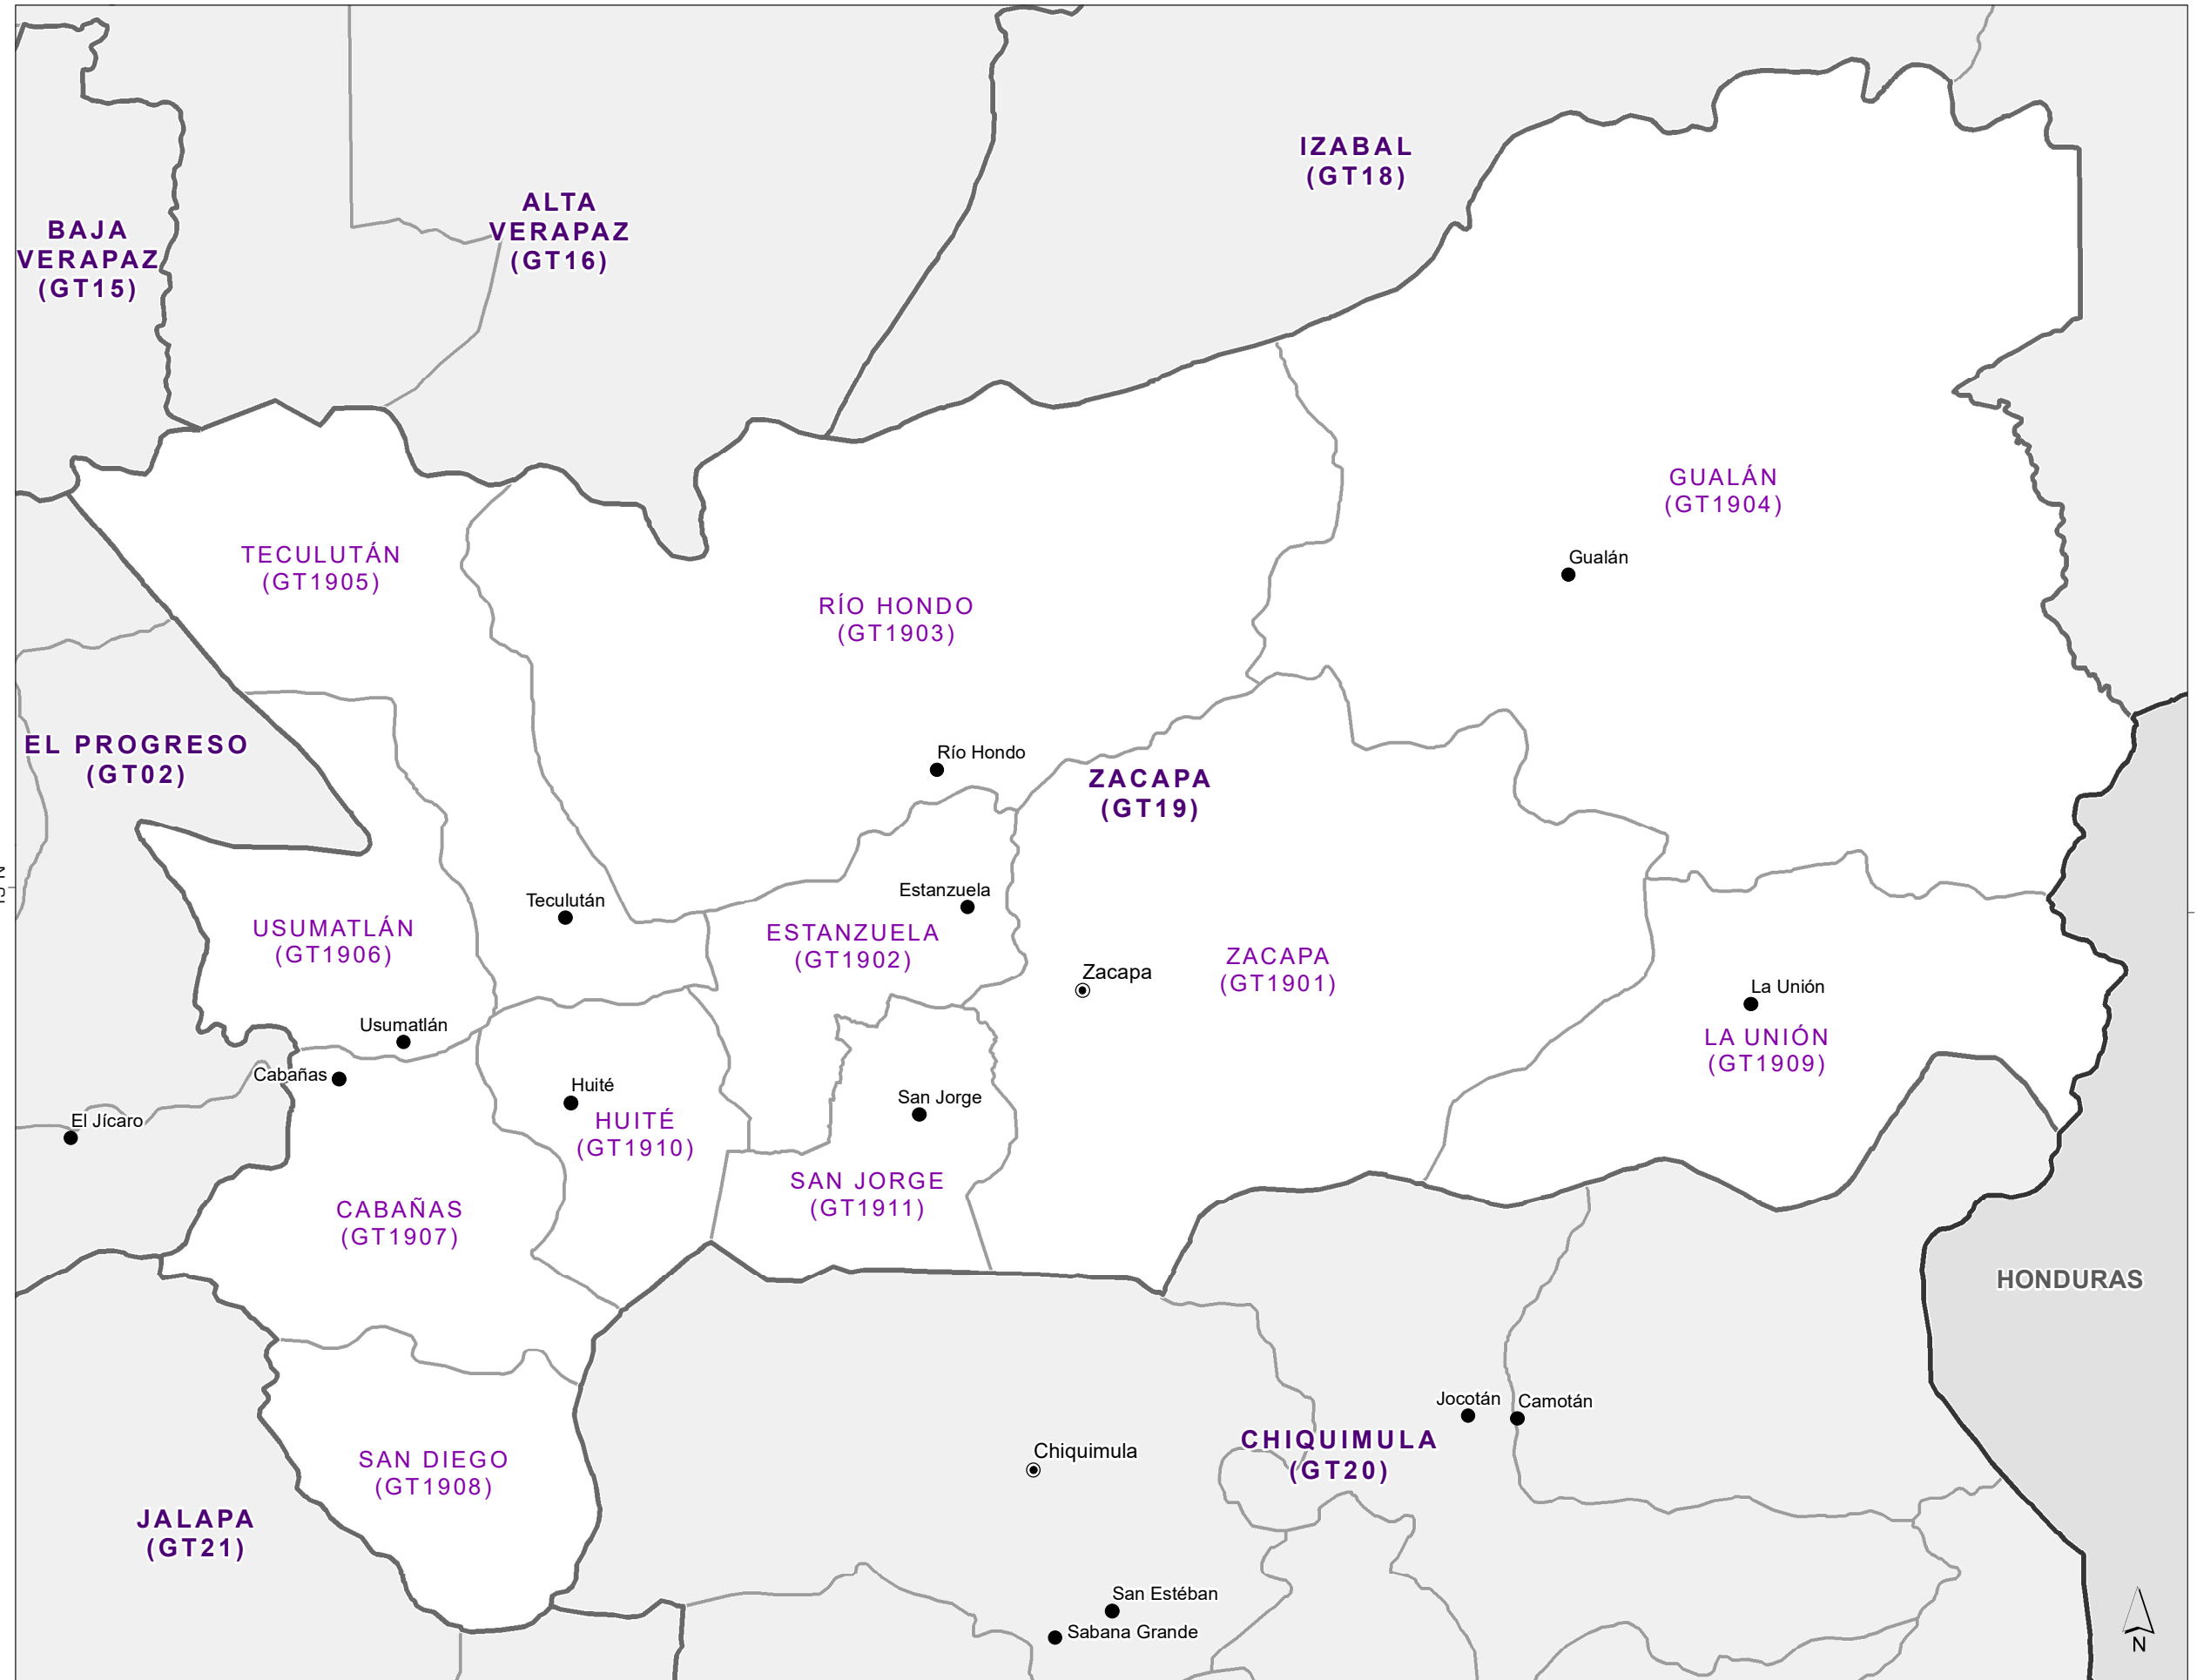 IZABAL
(GT18)
ALTA
VERAPAZ
(GT16)
BAJA
VERAPAZ
(GT15)
GUALÁN
(GT1904)
Gualán
TECULUTÁN
(GT1905)
RÍO HONDO
(GT1903)
EL PROGRESO
(GT02)
Río Hondo
ZACAPA
(GT19)
Estanzuela
Teculután
USUMATLÁN
(GT1906)
ESTANZUELA
(GT1902)
ZACAPA
(GT1901)
Zacapa
La Unión
LA UNIÓN
(GT1909)
Usumatlán
Cabañas
Huité
HUITÉ
(GT1910)
San Jorge
El Jícaro
SAN JORGE
(GT1911)
CABAÑAS
(GT1907)
HONDURAS
Jocotán
Camotán
CHIQUIMULA
(GT20)
Chiquimula
SAN DIEGO
(GT1908)
JALAPA
(GT21)
San Estéban
Sabana Grande
N